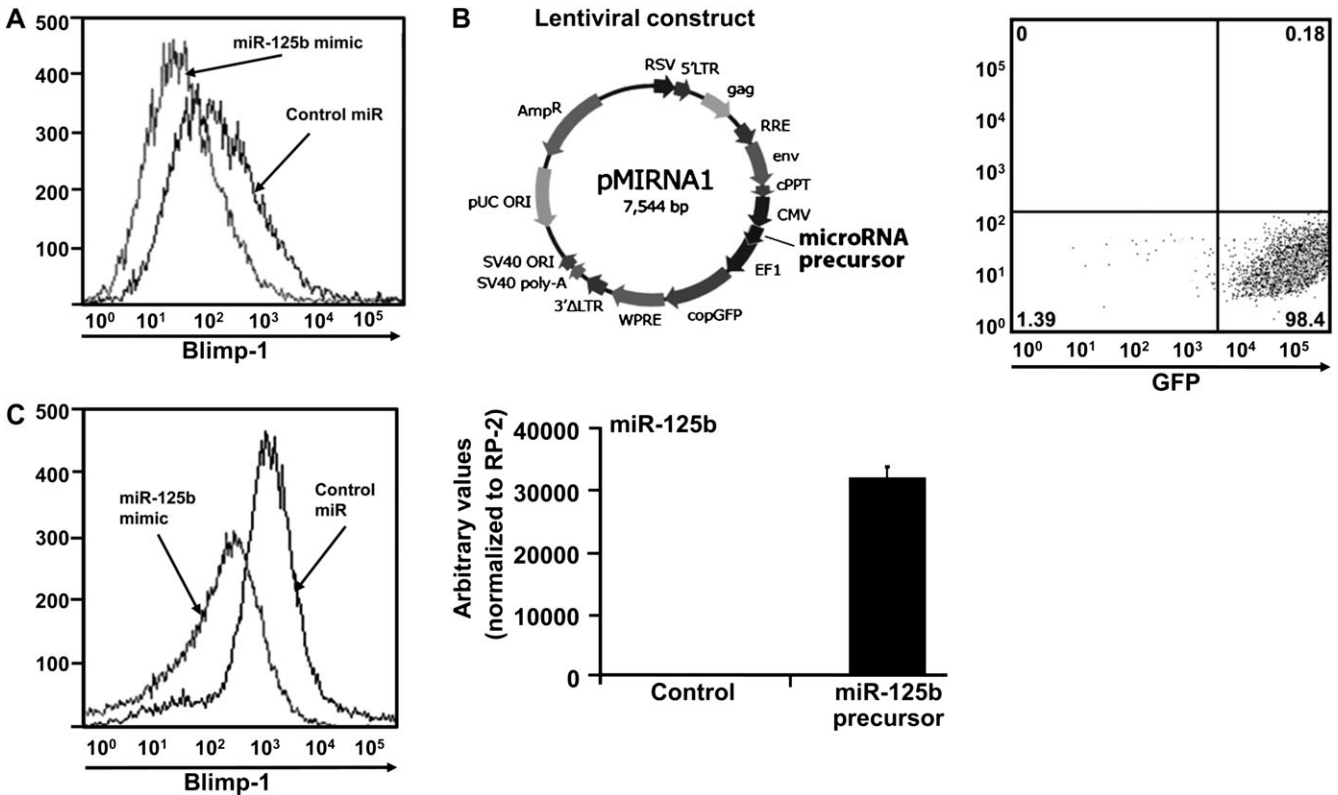 A
500
400
300
200
100
miR-125b mimic
Control miR
10⁰ 10¹ 10² 10³ 10⁴ 10⁵
Blimp-1
B
Lentiviral construct
RSV
5'LTR
gag
RRE
env
cPPT
CMV
microRNA
precursor
EF1
copGFP
WPRE
3'ΔLTR
SV40 poly-A
SV40 ORI
pUC ORI
AmpR
pMIRNA1
7,544 bp
0
0.18
10⁵
10⁴
10³
10²
10¹
10⁰
1.39
98.4
10⁰ 10¹ 10² 10³ 10⁴ 10⁵
GFP
C
500
400
300
200
100
miR-125b
mimic
Control
miR
10⁰ 10¹ 10² 10³ 10⁴ 10⁵
Blimp-1
Arbitrary values
(normalized to RP-2)
40000
30000
20000
10000
0
miR-125b
Control
miR-125b
precursor